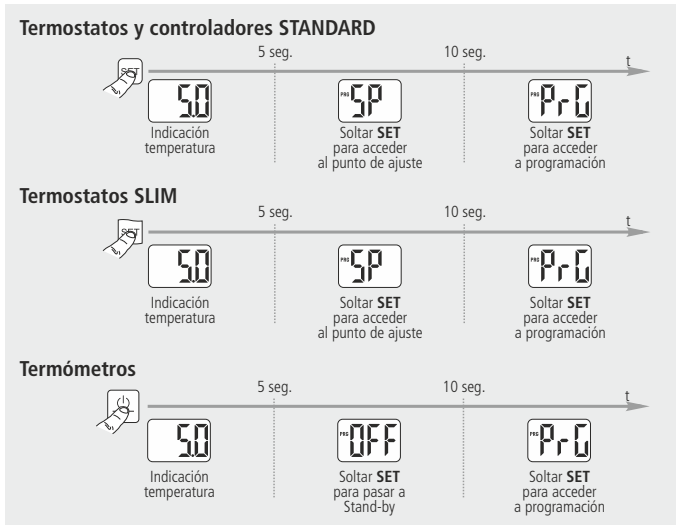 Termostatos y controladores STANDARD
5 seg. 10 seg. t
SET
5.0 PRG SP PRG PrG
Indicación Soltar SET Soltar SET
temperatura para acceder para acceder
al punto de ajuste a programación
Termostatos SLIM
5 seg. 10 seg. t
SET
5.0 PRG SP PRG PrG
Indicación Soltar SET Soltar SET
temperatura para acceder para acceder
al punto de ajuste a programación
Termómetros
5 seg. 10 seg. t
5.0 PRG OFF PRG PrG
Indicación Soltar SET Soltar SET
temperatura para pasar a para acceder
Stand-by a programación